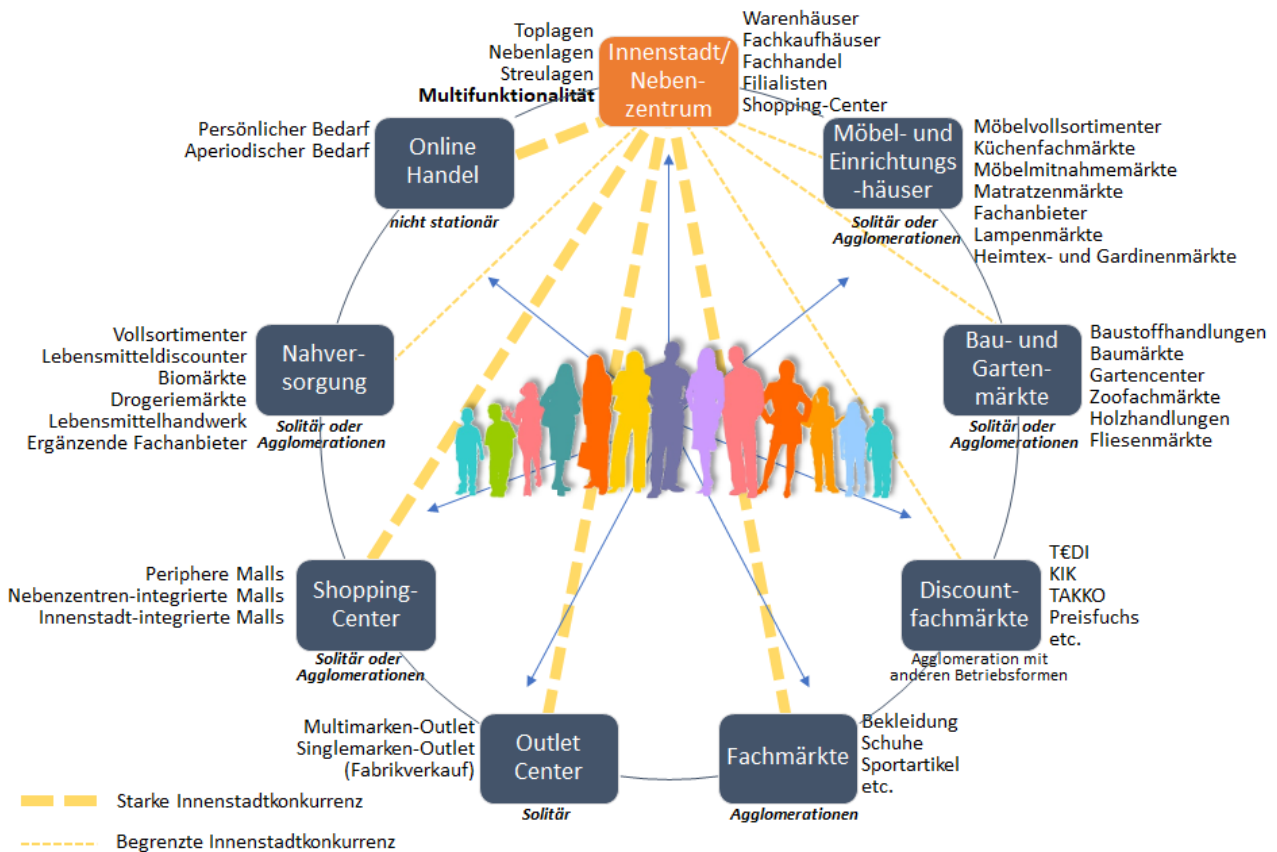 Toplagen
Nebenlagen
Streulagen
Multifunktionalität
Innenstadt/
Neben-
zentrum
Warenhäuser
Fachkaufhäuser
Fachhandel
Filialisten
Shopping-Center
Persönlicher Bedarf
Aperiodischer Bedarf
Online
Handel
nicht stationär
Möbel- und
Einrichtungs
-häuser
Solitär oder
Agglomerationen
Möbelvollsortimenter
Küchenfachmärkte
Möbelmitnahmemärkte
Matratzenmärkte
Fachanbieter
Lampenmärkte
Heimtex- und Gardinenmärkte
Vollsortimenter
Lebensmitteldiscounter
Biomärkte
Drogeriemärkte
Lebensmittelhandwerk
Ergänzende Fachanbieter
Nahver-
sorgung
Solitär oder
Agglomerationen
Bau- und
Garten-
märkte
Solitär oder
Agglomerationen
Baustoffhandlungen
Baumärkte
Gartencenter
Zoofachmärkte
Holzhandlungen
Fliesenmärkte
Periphere Malls
Nebenzentren-integrierte Malls
Innenstadt-integrierte Malls
Shopping-
Center
Solitär oder
Agglomerationen
Discount-
fachmärkte
Agglomeration mit
anderen Betriebsformen
T€DI
KIK
TAKKO
Preisfuchs
etc.
Multimarken-Outlet
Singlemarken-Outlet
(Fabrikverkauf)
Outlet
Center
Solitär
Fachmärkte
Agglomerationen
Bekleidung
Schuhe
Sportartikel
etc.
Starke Innenstadtkonkurrenz
Begrenzte Innenstadtkonkurrenz